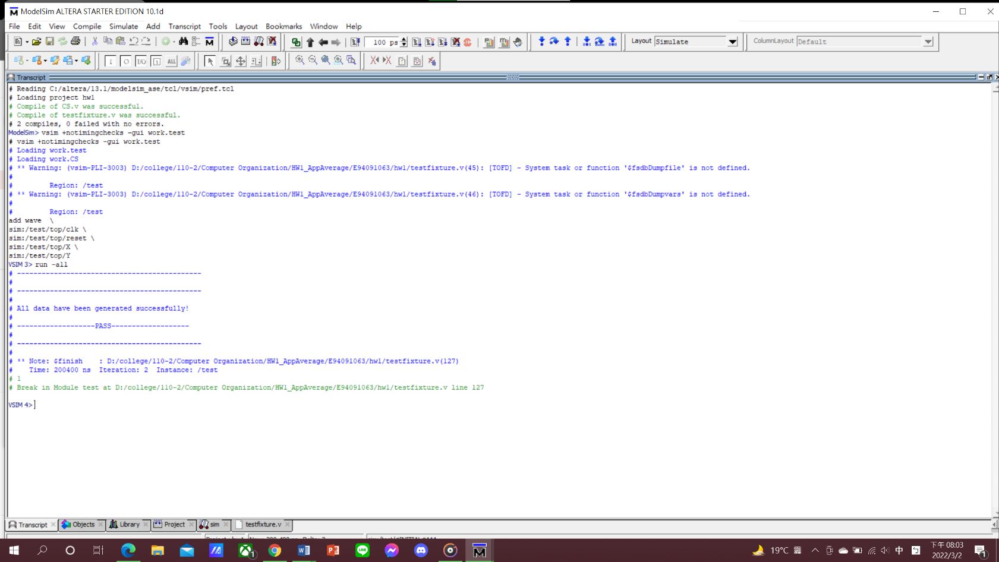 ModelSim ALTERA STARTER EDITION 10.1d
File Edit View Compile Simulate Add Transcript Tools Layout Bookmarks Window Help
100 ps
Layout Simulate
ColumnLayout Default
Transcript
# Reading C:/altera/13.1/modelsim_ase/tcl/vsim/pref.tcl
# Loading project hw1
# Compile of CS.v was successful.
# Compile of testfixture.v was successful.
# 2 compiles, 0 failed with no errors.
ModelSim> vsim +notimingchecks -gui work.test
# vsim +notimingchecks -gui work.test
# Loading work.test
# Loading work.CS
# ** Warning: (vsim-PLI-3003) D:/college/110-2/Computer Organization/HW1_AppAverage/E94091063/hw1/testfixture.v(45): [TOFD] - System task or function '$fsdbDumpfile' is not defined.
#
# Region: /test
# ** Warning: (vsim-PLI-3003) D:/college/110-2/Computer Organization/HW1_AppAverage/E94091063/hw1/testfixture.v(46): [TOFD] - System task or function '$fsdbDumpvars' is not defined.
#
# Region: /test
add wave \
sim:/test/top/clk \
sim:/test/top/reset \
sim:/test/top/X \
sim:/test/top/Y
VSIM 3> run -all
# ---------------------------------------------
#
# ---------------------------------------------
#
# All data have been generated successfully!
#
# -------------------PASS-------------------
#
# ---------------------------------------------
#
# ** Note: $finish : D:/college/110-2/Computer Organization/HW1_AppAverage/E94091063/hw1/testfixture.v(127)
# Time: 200400 ns Iteration: 2 Instance: /test
# 1
# Break in Module test at D:/college/110-2/Computer Organization/HW1_AppAverage/E94091063/hw1/testfixture.v line 127
VSIM 4>
Transcript Objects Library Project sim testfixture.v
19°C 中 下午 08:03
2022/3/2